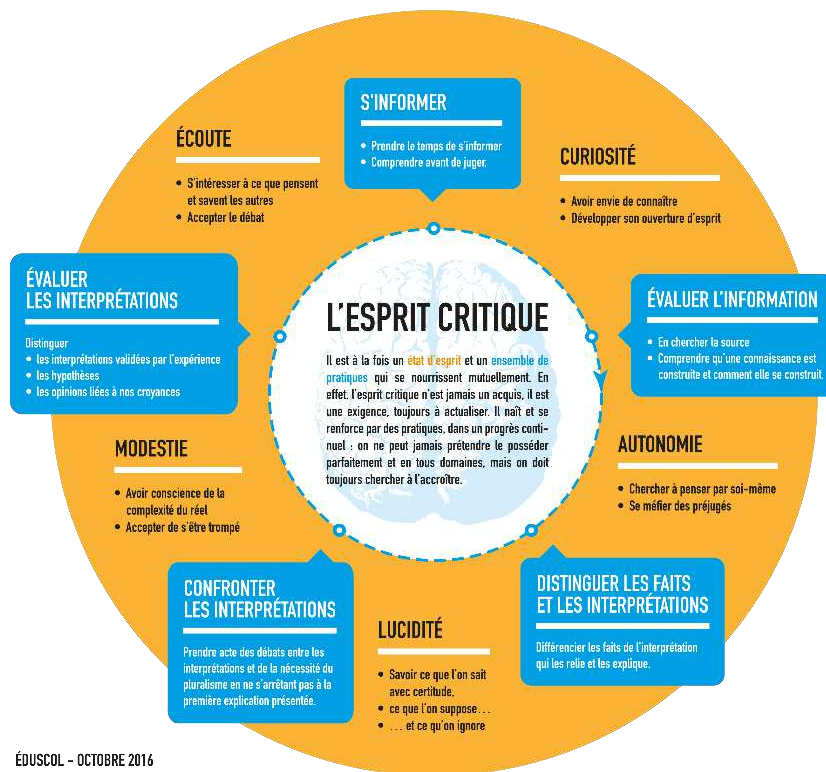 S'INFORMER
• Prendre le temps de s'informer
• Comprendre avant de juger.
CURIOSITÉ
• Avoir envie de connaître
• Développer son ouverture d'esprit
ÉVALUER L'INFORMATION
• En chercher la source
• Comprendre qu'une connaissance est
construite et comment elle se construit.
AUTONOMIE
• Chercher à penser par soi-même
• Se méfier des préjugés
DISTINGUER LES FAITS
ET LES INTERPRÉTATIONS
Différencier les faits de l'interprétation
qui les relie et les explique.
LUCIDITÉ
• Savoir ce que l'on sait
avec certitude,
• ce que l'on suppose...
• ... et ce qu'on ignore
CONFRONTER
LES INTERPRÉTATIONS
Prendre acte des débats entre les
interprétations et de la nécessité du
pluralisme en ne s'arrêtant pas à la
première explication présentée.
MODESTIE
• Avoir conscience de la
complexité du réel
• Accepter de s'être trompé
ÉVALUER
LES INTERPRÉTATIONS
Distinguer
• les interprétations validées par l'expérience
• les hypothèses
• les opinions liées à nos croyances
ÉCOUTE
• S'intéresser à ce que pensent
et savent les autres
• Accepter le débat
L'ESPRIT CRITIQUE
Il est à la fois un état d'esprit et un ensemble de
pratiques qui se nourrissent mutuellement. En
effet, l'esprit critique n'est jamais un acquis, il est
une exigence, toujours à actualiser. Il naît et se
renforce par des pratiques, dans un progrès conti-
nuel : on ne peut jamais prétendre le posséder
parfaitement et en tous domaines, mais on doit
toujours chercher à l'accroître.
ÉDUSCOL - OCTOBRE 2016